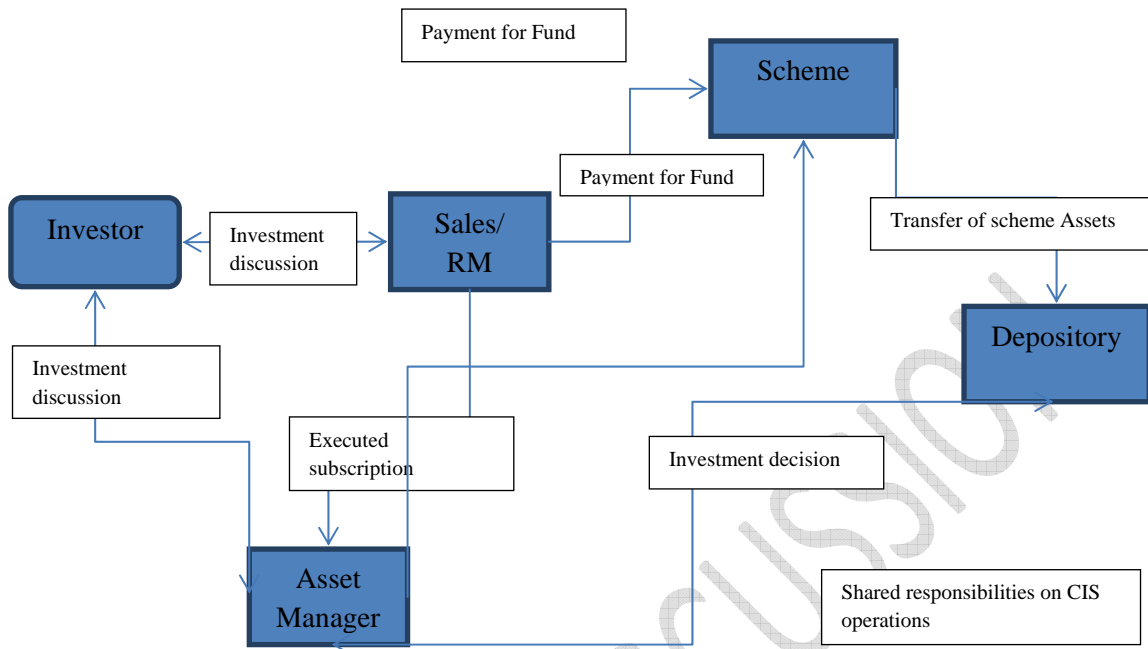 Payment for Fund
Scheme
Payment for Fund
Investor
Investment
discussion
Sales/
RM
Transfer of scheme Assets
Depository
Investment
discussion
Executed
subscription
Investment decision
Asset
Manager
Shared responsibilities on CIS
operations
CUSSION